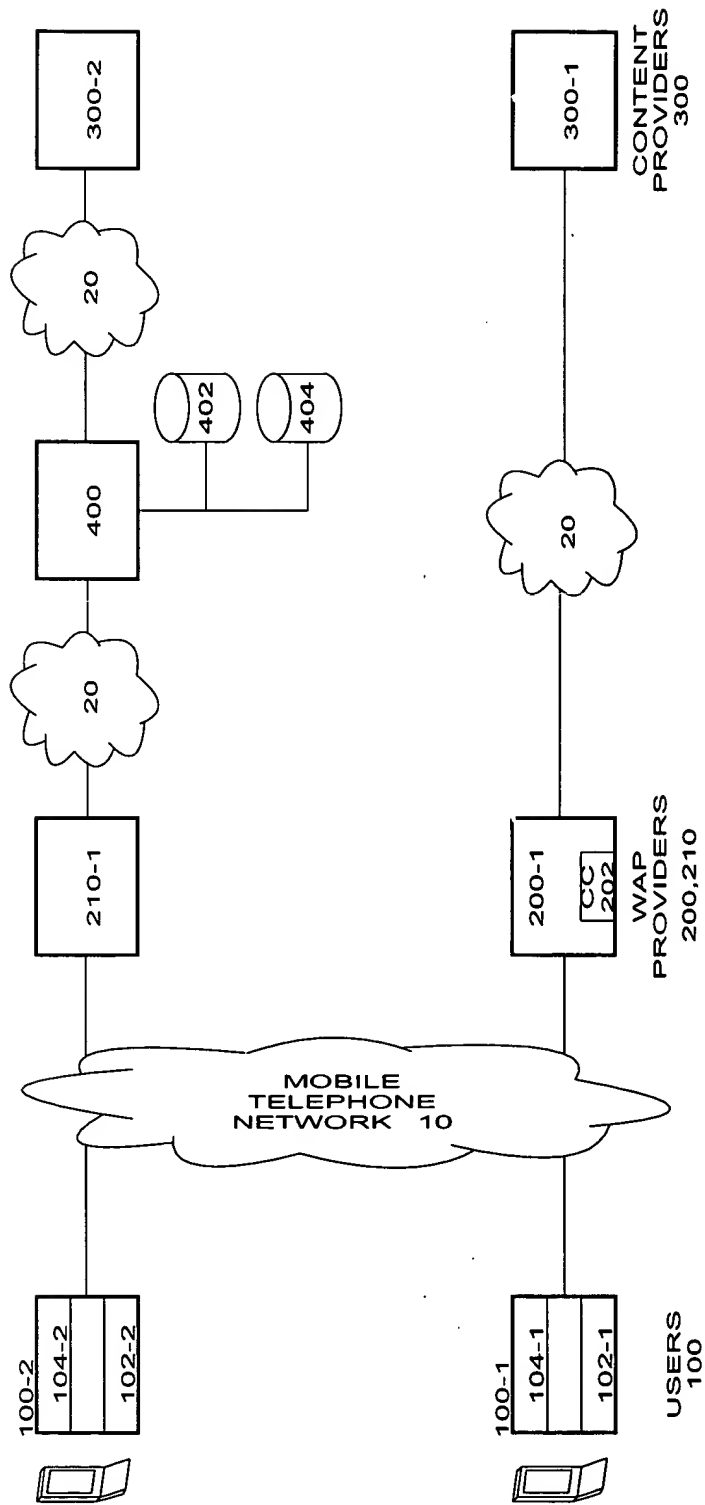 100-2
104-2
102-2
210-1
20
400
402
404
20
300-2
MOBILE
TELEPHONE
NETWORK 10
100-1
104-1
102-1
200-1
CC
202
20
300-1
USERS
100
WAP
PROVIDERS
200,210
CONTENT
PROVIDERS
300